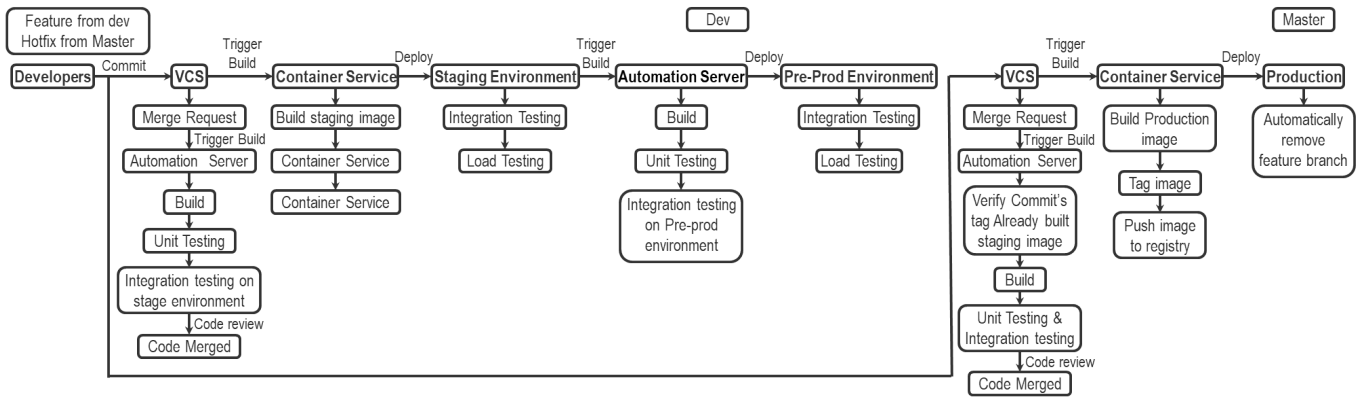 Feature from dev
Hotfix from Master
Dev
Master
Developers
Commit
VCS
Trigger
Build
Container Service
Deploy
Staging Environment
Trigger
Build
Automation Server
Deploy
Pre-Prod Environment
VCS
Trigger
Build
Container Service
Deploy
Production
Merge Request
Trigger Build
Automation Server
Build
Unit Testing
Integration testing on
stage environment
Code review
Code Merged
Build staging image
Container Service
Container Service
Integration Testing
Load Testing
Build
Unit Testing
Integration testing
on Pre-prod
environment
Integration Testing
Load Testing
Merge Request
Trigger Build
Automation Server
Verify Commit's
tag Already built
staging image
Build
Unit Testing &
Integration testing
Code review
Code Merged
Build Production
image
Tag image
Push image
to registry
Automatically
remove
feature branch